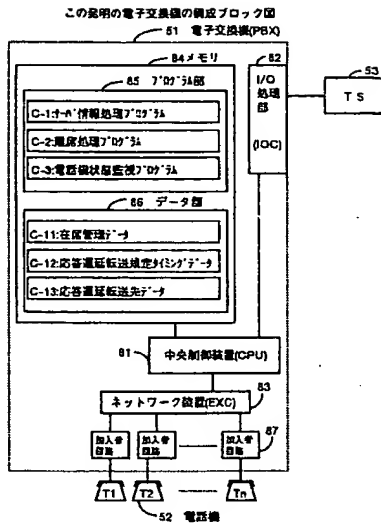 この発明の電子交換機の構成ブロック図
51 電子交換機(PBX)
84メモリ
85 プログラム部
C-1:オーバ情報処理プログラム
C-2:離席処理プログラム
C-3:電話機状態監視プログラム
86 データ部
C-11:在席管理データ
C-12:応答遅延転送規定タイミングデータ
C-13:応答遅延転送先データ
82
I/O
処理
部
(IOC)
53
TS
81
中央制御装置(CPU)
ネットワーク装置(EXC)
83
加入者
回路
加入者
回路
加入者
回路
87
T1
T2
Tn
52 電話機